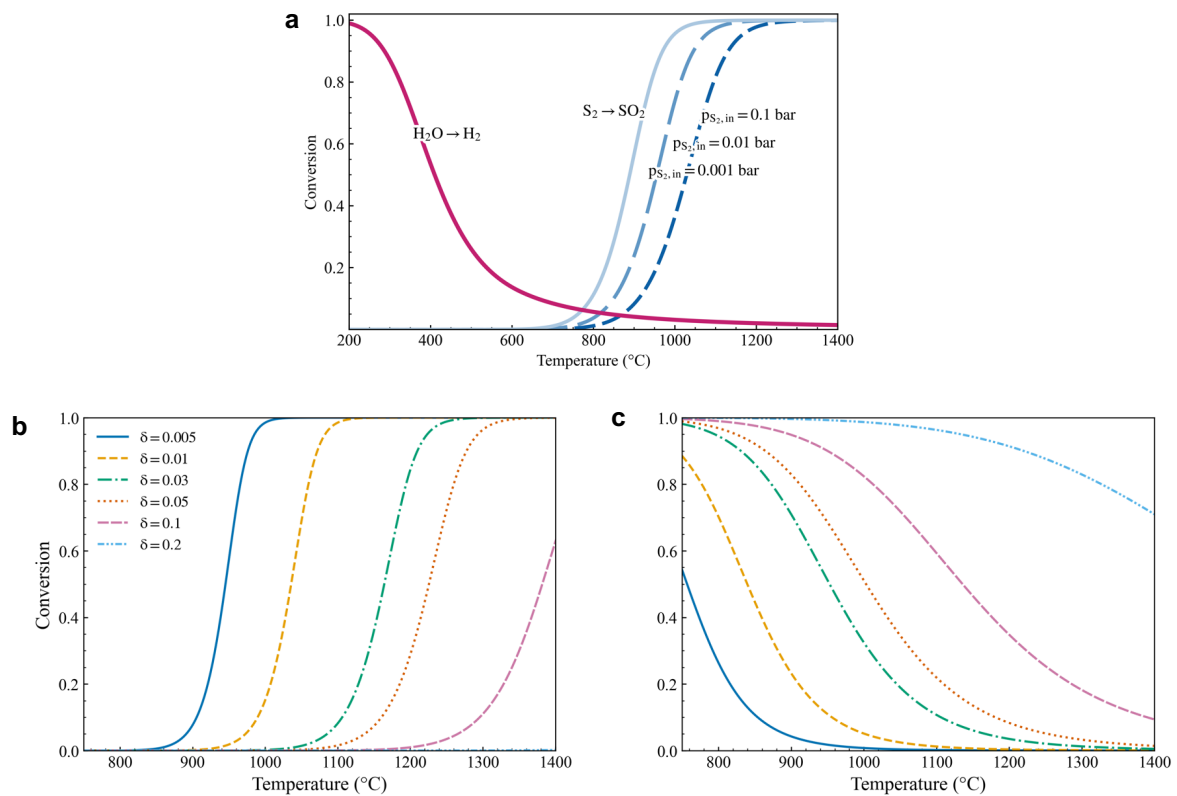 a
1.0
0.8
0.6
0.4
0.2
Conversion
H₂O→H₂
S₂→SO₂
pS₂, in = 0.1 bar
pS₂, in = 0.01 bar
pS₂, in = 0.001 bar
200 400 600 800 1000 1200 1400
Temperature (°C)
b
1.0
0.8
0.6
0.4
0.2
0.0
Conversion
δ = 0.005
δ = 0.01
δ = 0.03
δ = 0.05
δ = 0.1
δ = 0.2
800 900 1000 1100 1200 1300 1400
Temperature (°C)
c
1.0
0.8
0.6
0.4
0.2
0.0
800 900 1000 1100 1200 1300 1400
Temperature (°C)